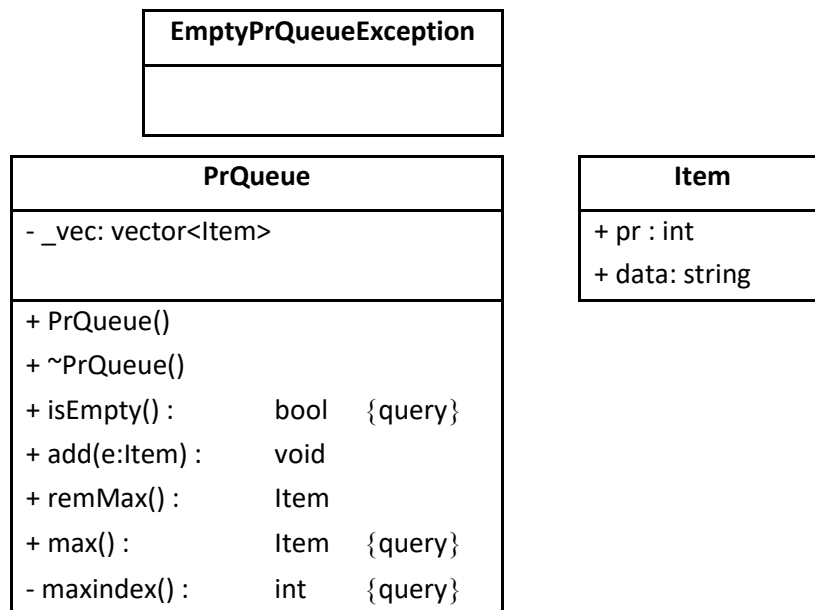 EmptyPrQueueException
PrQueue
- _vec: vector<Item>
+ PrQueue()
+ ~PrQueue()
+ isEmpty() : bool {query}
+ add(e:Item) : void
+ remMax() : Item
+ max() : Item {query}
- maxindex() : int {query}
Item
+ pr : int
+ data: string